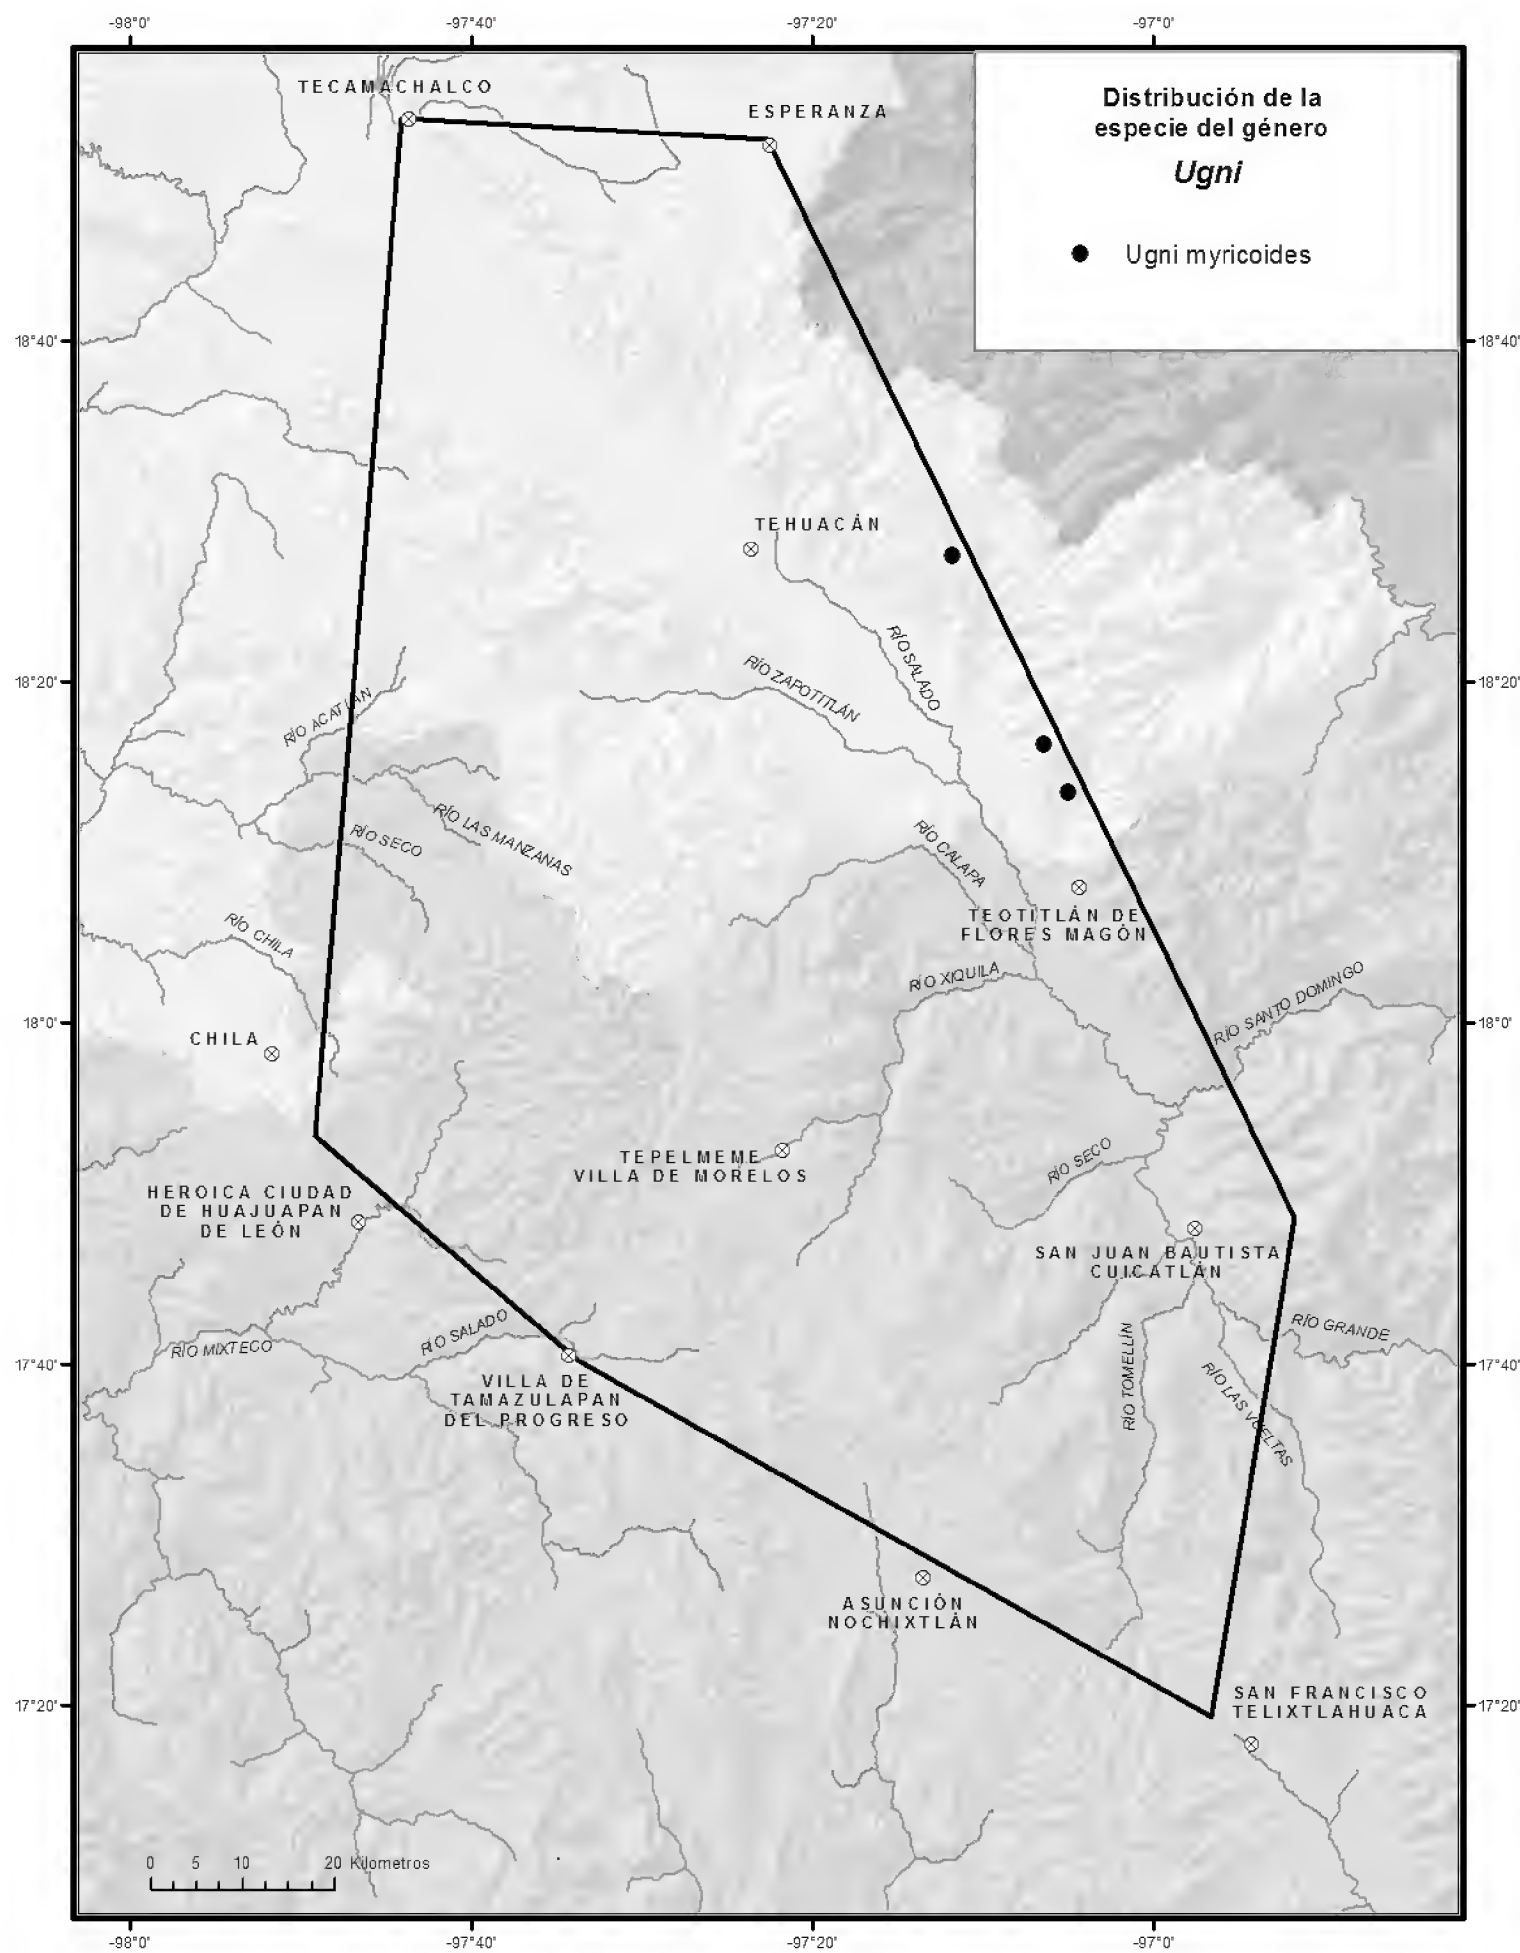 -98°0'
-97°40'
-97°20'
-97°0'
TECAMACHALCO
ESPERANZA
Distribución de la
especie del género
Ugni
Ugni myricoides
18°40'
18°40'
TEHUACÁN
RÍO SALADO
RÍO ZAPOTITLÁN
18°20'
18°20'
RÍO ACATLÁN
RÍO LAS MANZANAS
RÍO SECO
RÍO CALAPA
TEOTITLÁN DE
FLORES MAGÓN
RÍO CHILA
RÍO XIQUILA
RÍO SANTO DOMINGO
18°0'
18°0'
CHILA
TEPELMEME
VILLA DE MORELOS
RÍO SECO
HEROICA CIUDAD
DE HUAJUAPAN
DE LEÓN
SAN JUAN BAUTISTA
CUICATLÁN
RÍO SALADO
RÍO MIXTECO
RÍO GRANDE
RÍO TOMELLÍN
RÍO LAS VUELTAS
17°40'
17°40'
VILLA DE
TAMAZULAPAN
DEL PROGRESO
ASUNCIÓN
NOCHIXTLÁN
SAN FRANCISCO
TELIXTLAHUACA
17°20'
17°20'
0 5 10 20 Kilometros
-98°0'
-97°40'
-97°20'
-97°0'